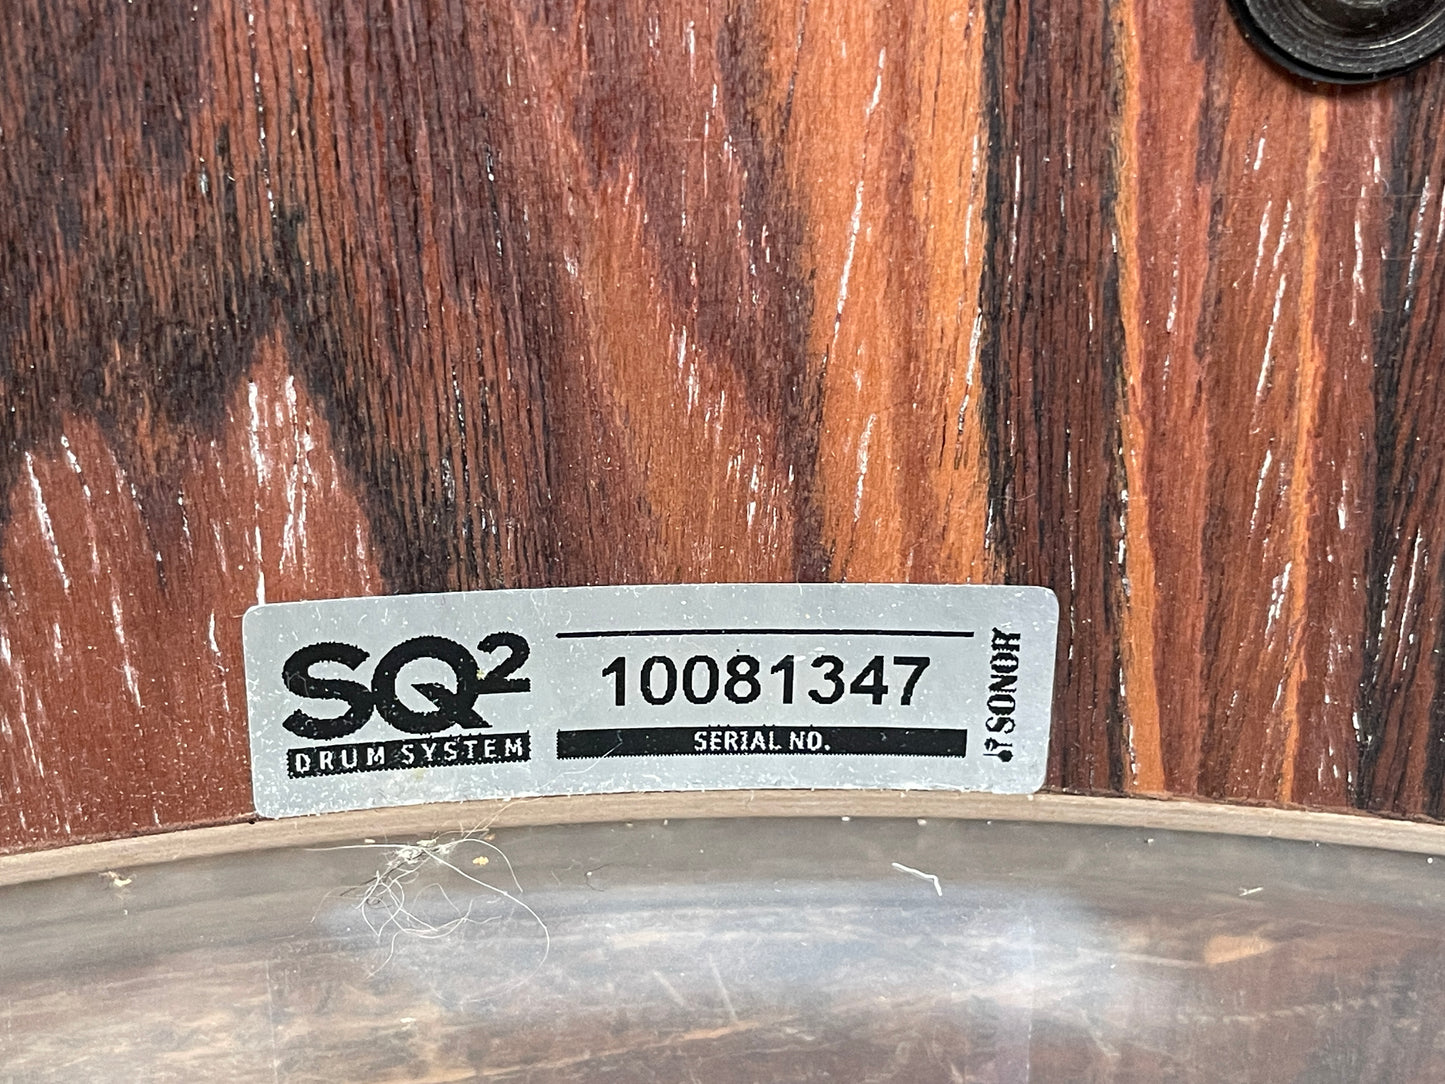 SQ2
DRUM SYSTEM
10081347
SERIAL NO.
SONOR